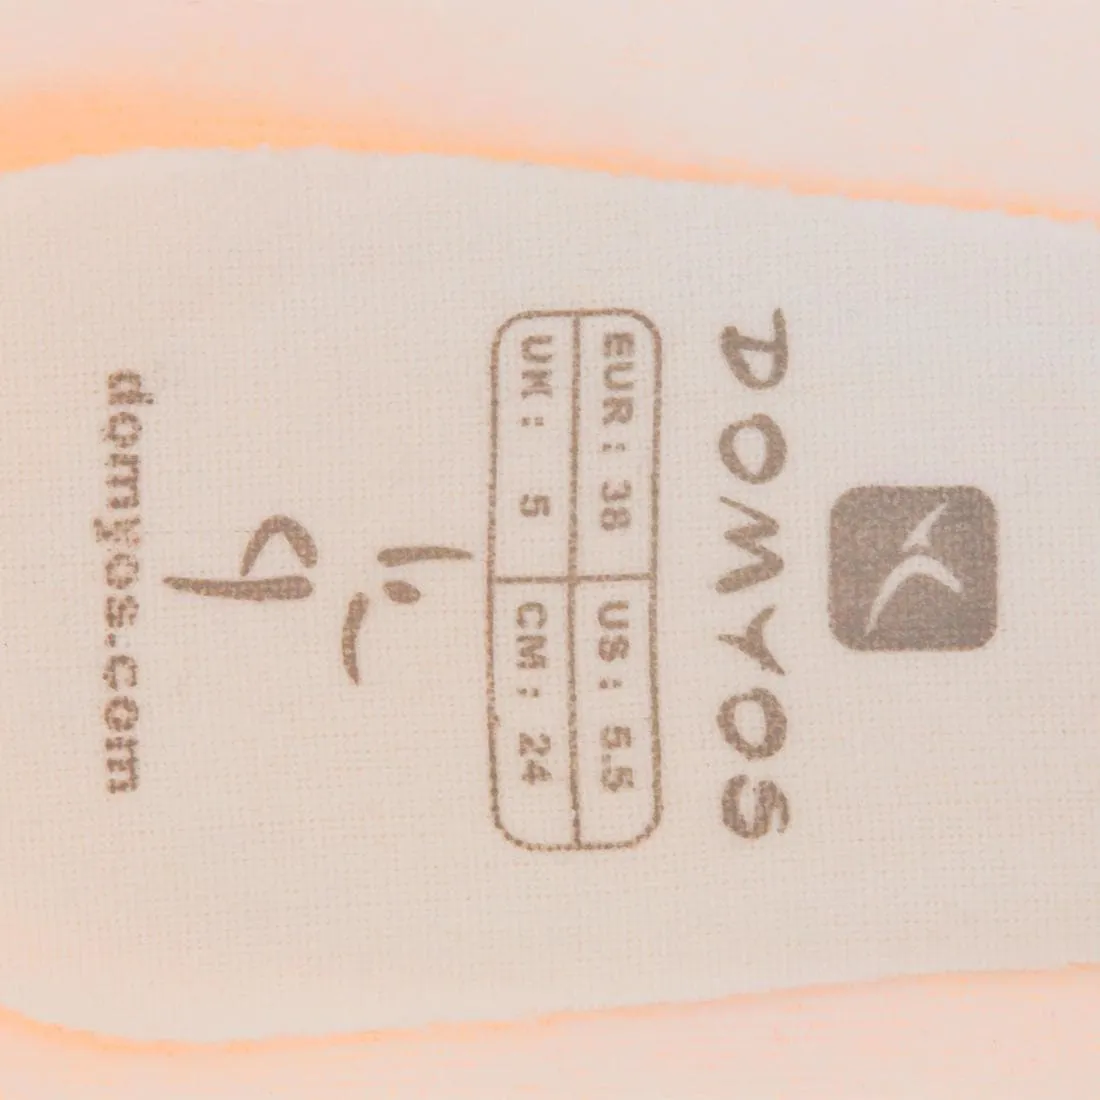 DOMYOS
EUR: 38 US: 5.5
UK: 5 CM: 24
domyos.com